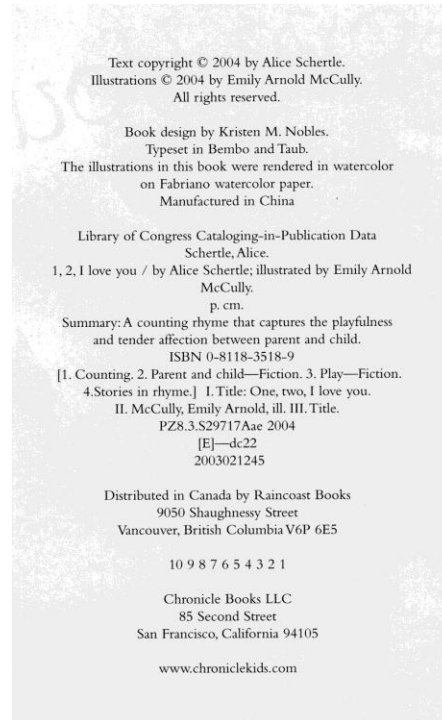 Text copyright © 2004 by Alice Schertle.
Illustrations © 2004 by Emily Arnold McCully.
All rights reserved.
Book design by Kristen M. Nobles.
Typeset in Bembo and Taub.
The illustrations in this book were rendered in watercolor
on Fabriano watercolor paper.
Manufactured in China
Library of Congress Cataloging-in-Publication Data
Schertle, Alice.
1, 2, I love you / by Alice Schertle; illustrated by Emily Arnold
McCully.
p. cm.
Summary: A counting rhyme that captures the playfulness
and tender affection between parent and child.
ISBN 0-8118-3518-9
[1. Counting. 2. Parent and child—Fiction. 3. Play—Fiction.
4.Stories in rhyme.] I. Title: One, two, I love you.
II. McCully, Emily Arnold, ill. III. Title.
PZ8.3.S29717Aae 2004
[E]—dc22
2003021245
Distributed in Canada by Raincoast Books
9050 Shaughnessy Street
Vancouver, British Columbia V6P 6E5
10 9 8 7 6 5 4 3 2 1
Chronicle Books LLC
85 Second Street
San Francisco, California 94105
www.chroniclekids.com